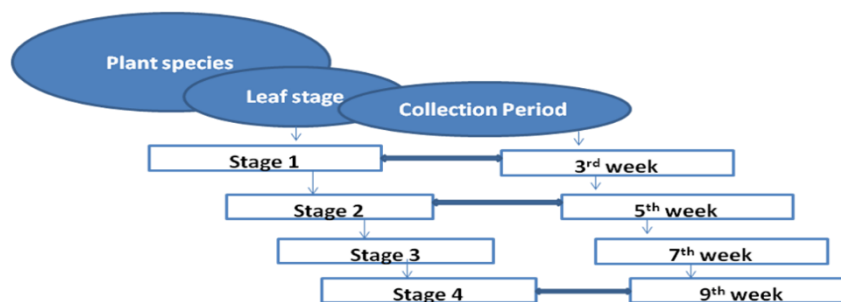 Plant species
Leaf stage
Collection Period
Stage 1
3rd week
Stage 2
5th week
Stage 3
7th week
Stage 4
9th week